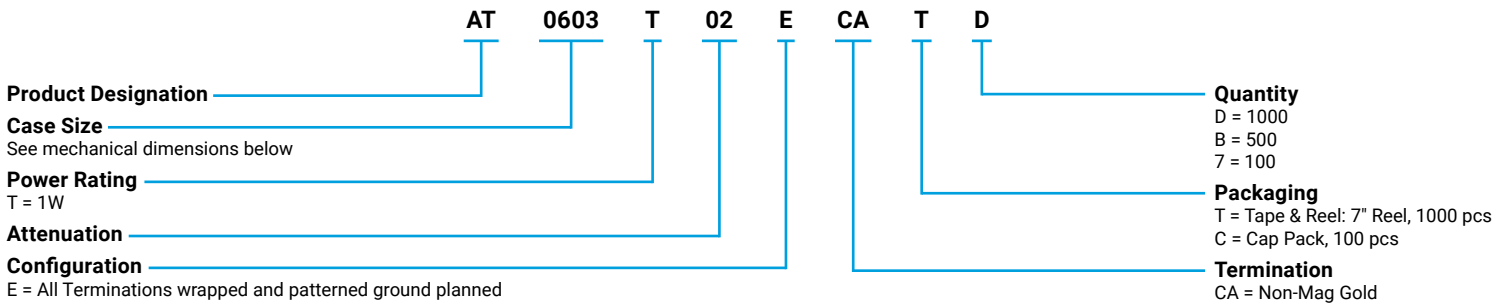 AT 0603 T 02 E CA T D
Product Designation
Case Size
See mechanical dimensions below
Power Rating
T = 1W
Attenuation
Configuration
E = All Terminations wrapped and patterned ground planned
Quantity
D = 1000
B = 500
7 = 100
Packaging
T = Tape & Reel: 7" Reel, 1000 pcs
C = Cap Pack, 100 pcs
Termination
CA = Non-Mag Gold